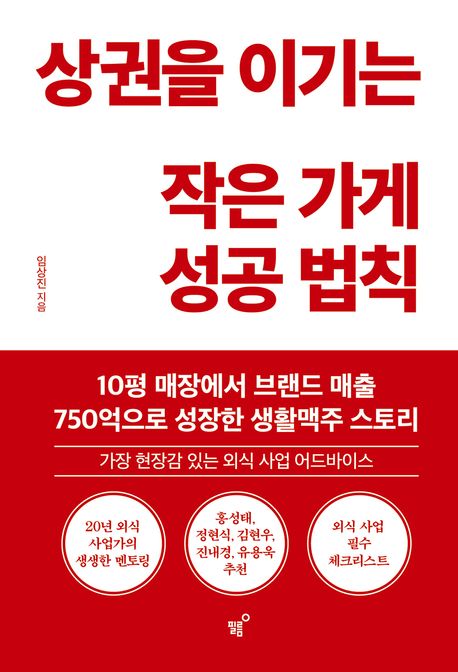 상권을 이기는
작은 가게
성공 법칙
임상진 지음
10평 매장에서 브랜드 매출
750억으로 성장한 생활맥주 스토리
가장 현장감 있는 외식 사업 어드바이스
20년 외식
사업가의
생생한 멘토링
홍성태,
정현식, 김현우,
진내경, 유용욱
추천
외식 사업
필수
체크리스트
필름